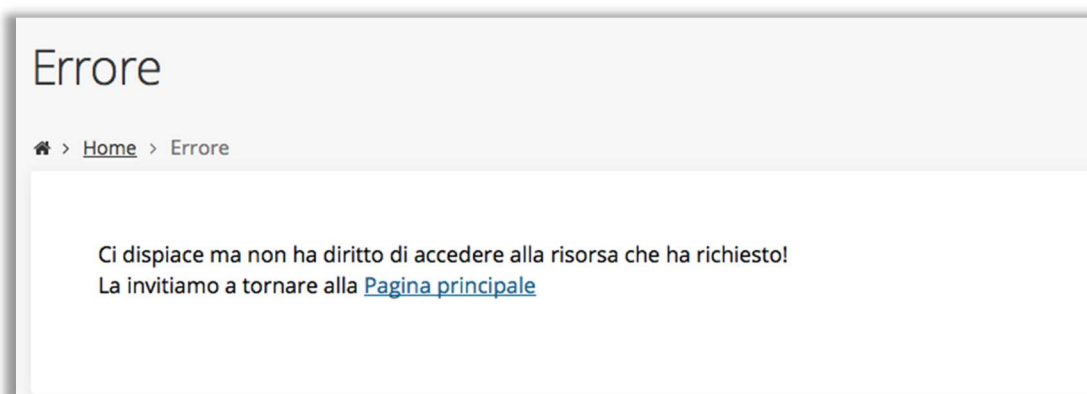 Errore
> Home > Errore
Ci dispiace ma non ha diritto di accedere alla risorsa che ha richiesto!
La invitiamo a tornare alla Pagina principale